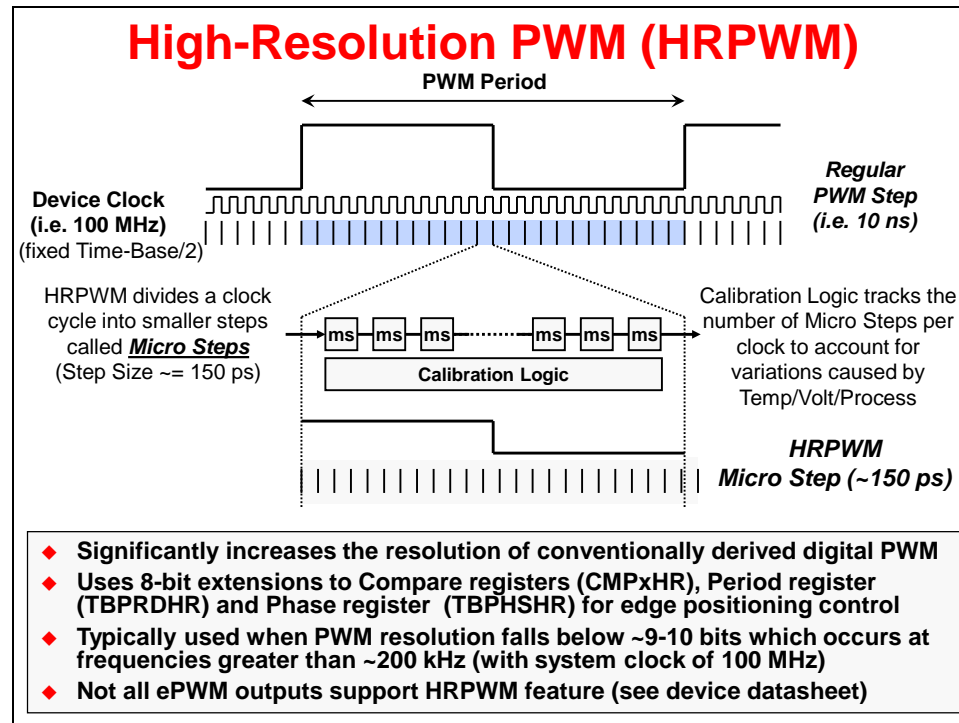 High-Resolution PWM (HRPWM)
PWM Period
Device Clock
(i.e. 100 MHz)
(fixed Time-Base/2)
Regular
PWM Step
(i.e. 10 ns)
HRPWM divides a clock
cycle into smaller steps
called Micro Steps
(Step Size ~= 150 ps)
ms ms ms ms ms ms
Calibration Logic
Calibration Logic tracks the
number of Micro Steps per
clock to account for
variations caused by
Temp/Volt/Process
HRPWM
Micro Step (~150 ps)
◆ Significantly increases the resolution of conventionally derived digital PWM
◆ Uses 8-bit extensions to Compare registers (CMPxHR), Period register
(TBPRDHR) and Phase register (TBPHSHR) for edge positioning control
◆ Typically used when PWM resolution falls below ~9-10 bits which occurs at
frequencies greater than ~200 kHz (with system clock of 100 MHz)
◆ Not all ePWM outputs support HRPWM feature (see device datasheet)